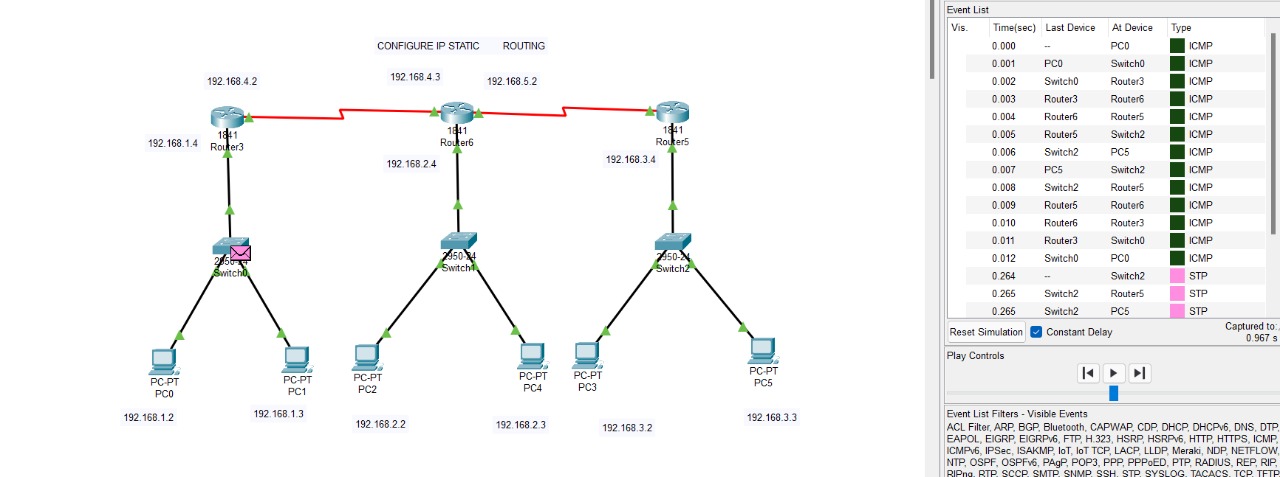 CONFIGURE IP STATIC ROUTING
192.168.4.2
192.168.4.3
192.168.5.2
1841
Router3
1841
Router6
1841
Router5
192.168.1.4
192.168.2.4
192.168.3.4
2950-24
Switch0
2950-24
Switch1
2950-24
Switch2
PC-PT
PC0
PC-PT
PC1
PC-PT
PC2
PC-PT
PC4
PC-PT
PC3
PC-PT
PC5
192.168.1.2
192.168.1.3
192.168.2.2
192.168.2.3
192.168.3.2
192.168.3.3
Event List
Vis. Time(sec) Last Device At Device Type
0.000 -- PC0 ICMP
0.001 PC0 Switch0 ICMP
0.002 Switch0 Router3 ICMP
0.003 Router3 Router6 ICMP
0.004 Router6 Router5 ICMP
0.005 Router5 Switch2 ICMP
0.006 Switch2 PC5 ICMP
0.007 PC5 Switch2 ICMP
0.008 Switch2 Router5 ICMP
0.009 Router5 Router6 ICMP
0.010 Router6 Router3 ICMP
0.011 Router3 Switch0 ICMP
0.012 Switch0 PC0 ICMP
0.264 -- Switch2 STP
0.265 Switch2 Router5 STP
0.265 Switch2 PC5 STP
Reset Simulation Constant Delay Captured to:
0.967 s
Play Controls
Event List Filters - Visible Events
ACL Filter, ARP, BGP, Bluetooth, CAPWAP, CDP, DHCP, DHCPv6, DNS, DTP,
EAPOL, EIGRP, EIGRPv6, FTP, H.323, HSRP, HSRPv6, HTTP, HTTPS, ICMP,
ICMPv6, IPSec, ISAKMP, IoT, IoT TCP, LACP, LLDP, Meraki, NDP, NETFLOW,
NTP, OSPF, OSPFv6, PAgP, POP3, PPP, PPPoED, PTP, RADIUS, REP, RIP,
RIPng, RTP, SCCP, SMTP, SNMP, SSH, STP, SYSLOG, TACACS, TCP, TFTP